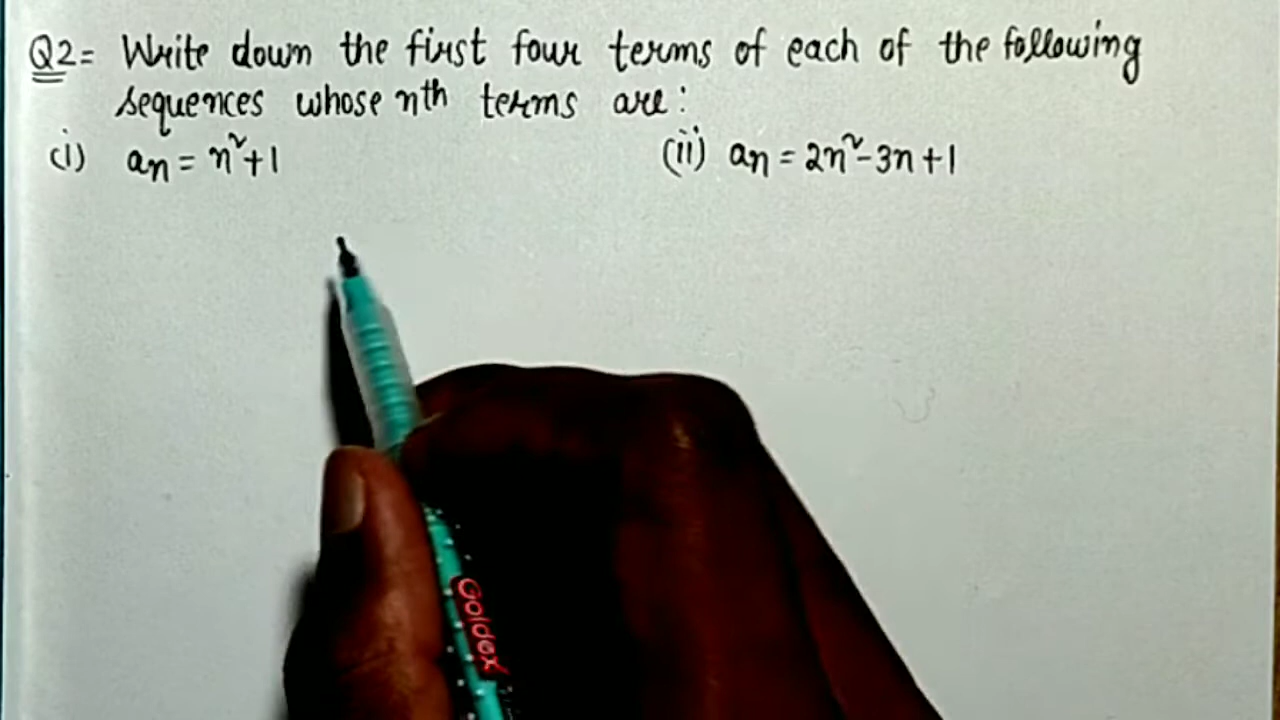 Q2= Write down the first four terms of each of the following
sequences whose nth terms are:
(i) an = n²+1 (ii) an = 2n²-3n+1
Goldex